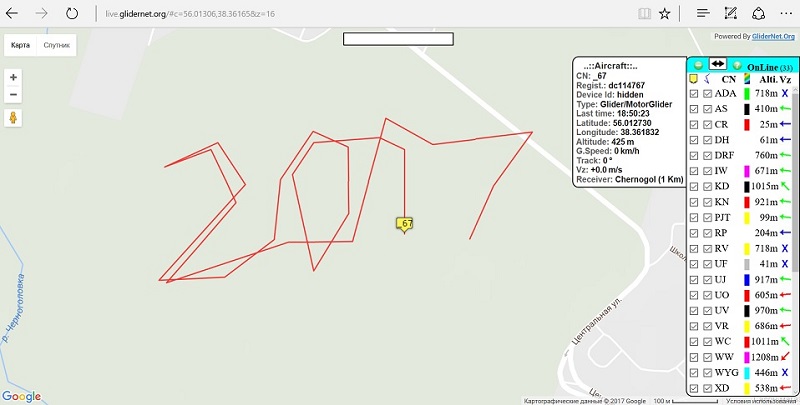 live.glidernet.org/#c=56.01306,38.36165&z=16
Powered By GliderNet.Org
Карта Спутник
+
−
2017
_67
р. Черноголовка
Центральная ул.
Google
Картографические данные © 2017 Google 100 м Условия использования
..::Aircraft::..
CN: _67
Regist.: dc114767
Device Id: hidden
Type: Glider/MotorGlider
Last time: 18:50:23
Latitude: 56.012730
Longitude: 38.361832
Altitude: 425 m
G.Speed: 0 km/h
Track: 0 °
Vz: +0.0 m/s
Receiver: Chernogol (1 Km)
OnLine (33)
CN Alti. Vz
ADA 718m X
AS 410m
CR 25m
DH 61m
DRF 760m
IW 671m
KD 1015m
KN 921m
PJT 99m
RP 204m
RV 718m X
UF 41m X
UJ 917m
UO 605m
UV 970m
VR 686m
WC 1011m
WW 1208m
WYG 446m X
XD 538m